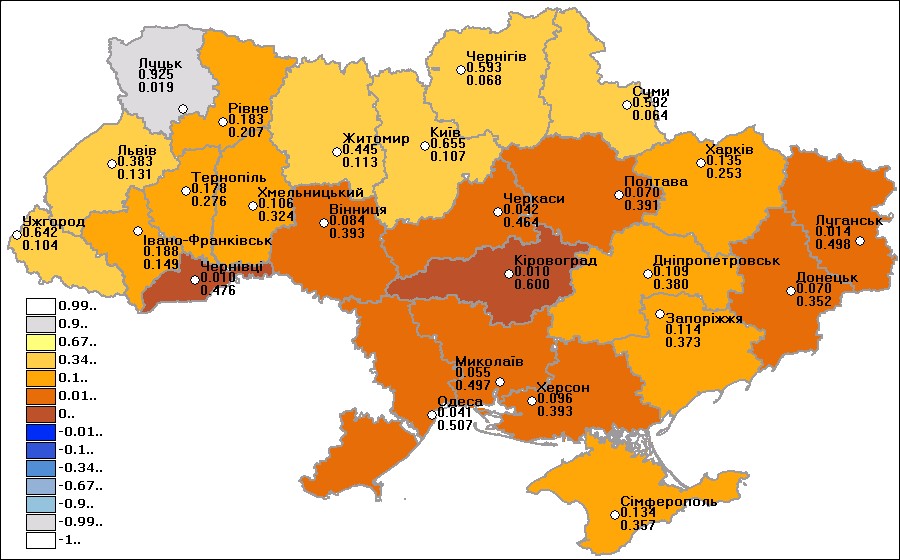 Луцьк
0.925
0.019
Рівне
0.183
0.207
Чернігів
0.593
0.068
Суми
0.592
0.064
Житомир
0.445
0.113
Київ
0.655
0.107
Харків
0.135
0.253
Львів
0.383
0.131
Тернопіль
0.178
0.276
Хмельницький
0.106
0.324
Вінниця
0.084
0.393
Черкаси
0.042
0.464
Полтава
0.070
0.391
Луганськ
0.014
0.498
Ужгород
0.642
0.104
Івано-Франківськ
0.188
0.149
Чернівці
0.010
0.476
Кіровоград
0.010
0.600
Дніпропетровськ
0.109
0.380
Донецьк
0.070
0.352
Запоріжжя
0.114
0.373
Миколаїв
0.055
0.497
Херсон
0.096
0.393
Одеса
0.041
0.507
Сімферополь
0.134
0.357
0.99..
0.9..
0.67..
0.34..
0.1..
0.01..
0..
-0.01..
-0.1..
-0.34..
-0.67..
-0.9..
-0.99..
-1..